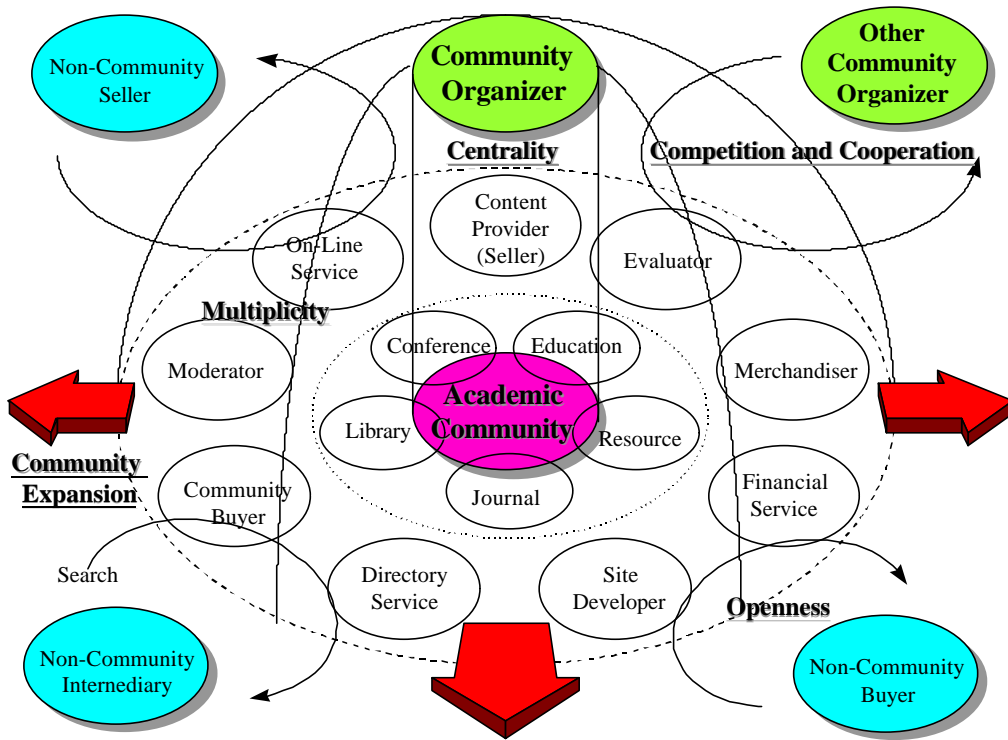 Non-Community
Seller
Community
Organizer
Other
Community
Organizer
Centrality
Competition and Cooperation
Content
Provider
(Seller)
On-Line
Service
Evaluator
Multiplicity
Conference
Education
Moderator
Merchandiser
Academic
Community
Library
Resource
Community
Expansion
Community
Buyer
Journal
Financial
Service
Search
Directory
Service
Site
Developer
Openness
Non-Community
Internediary
Non-Community
Buyer